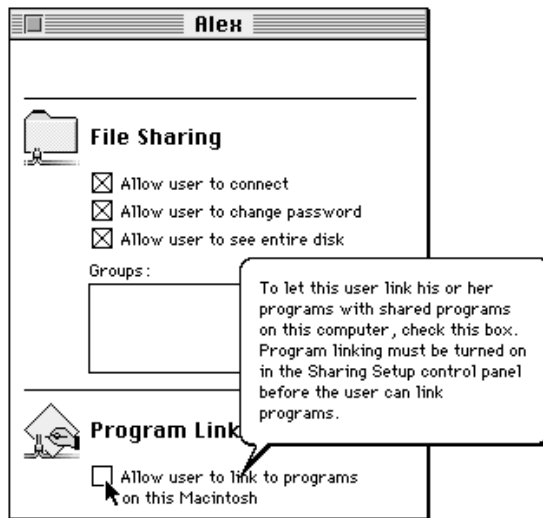 Alex
File Sharing
Allow user to connect
Allow user to change password
Allow user to see entire disk
Groups:
To let this user link his or her
programs with shared programs
on this computer, check this box.
Program linking must be turned on
in the Sharing Setup control panel
before the user can link
programs.
Program Link
Allow user to link to programs
on this Macintosh